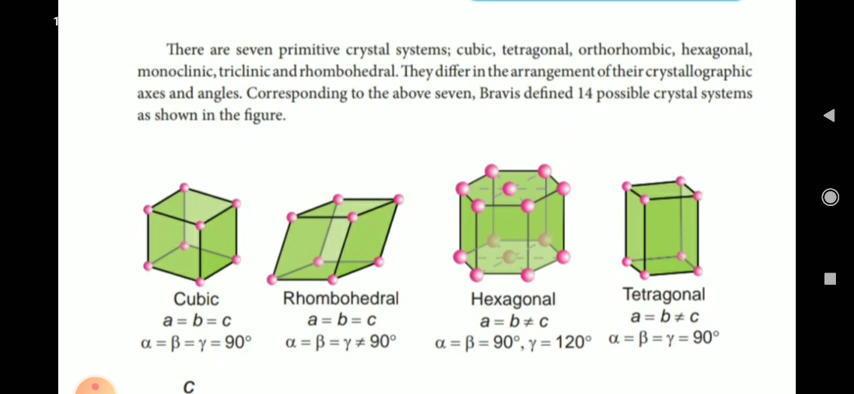 1
There are seven primitive crystal systems; cubic, tetragonal, orthorhombic, hexagonal,
monoclinic, triclinic and rhombohedral. They differ in the arrangement of their crystallographic
axes and angles. Corresponding to the above seven, Bravis defined 14 possible crystal systems
as shown in the figure.
Cubic
a = b = c
α = β = γ = 90°
Rhombohedral
a = b = c
α = β = γ ≠ 90°
Hexagonal
a = b ≠ c
α = β = 90°, γ = 120°
Tetragonal
a = b ≠ c
α = β = γ = 90°
c